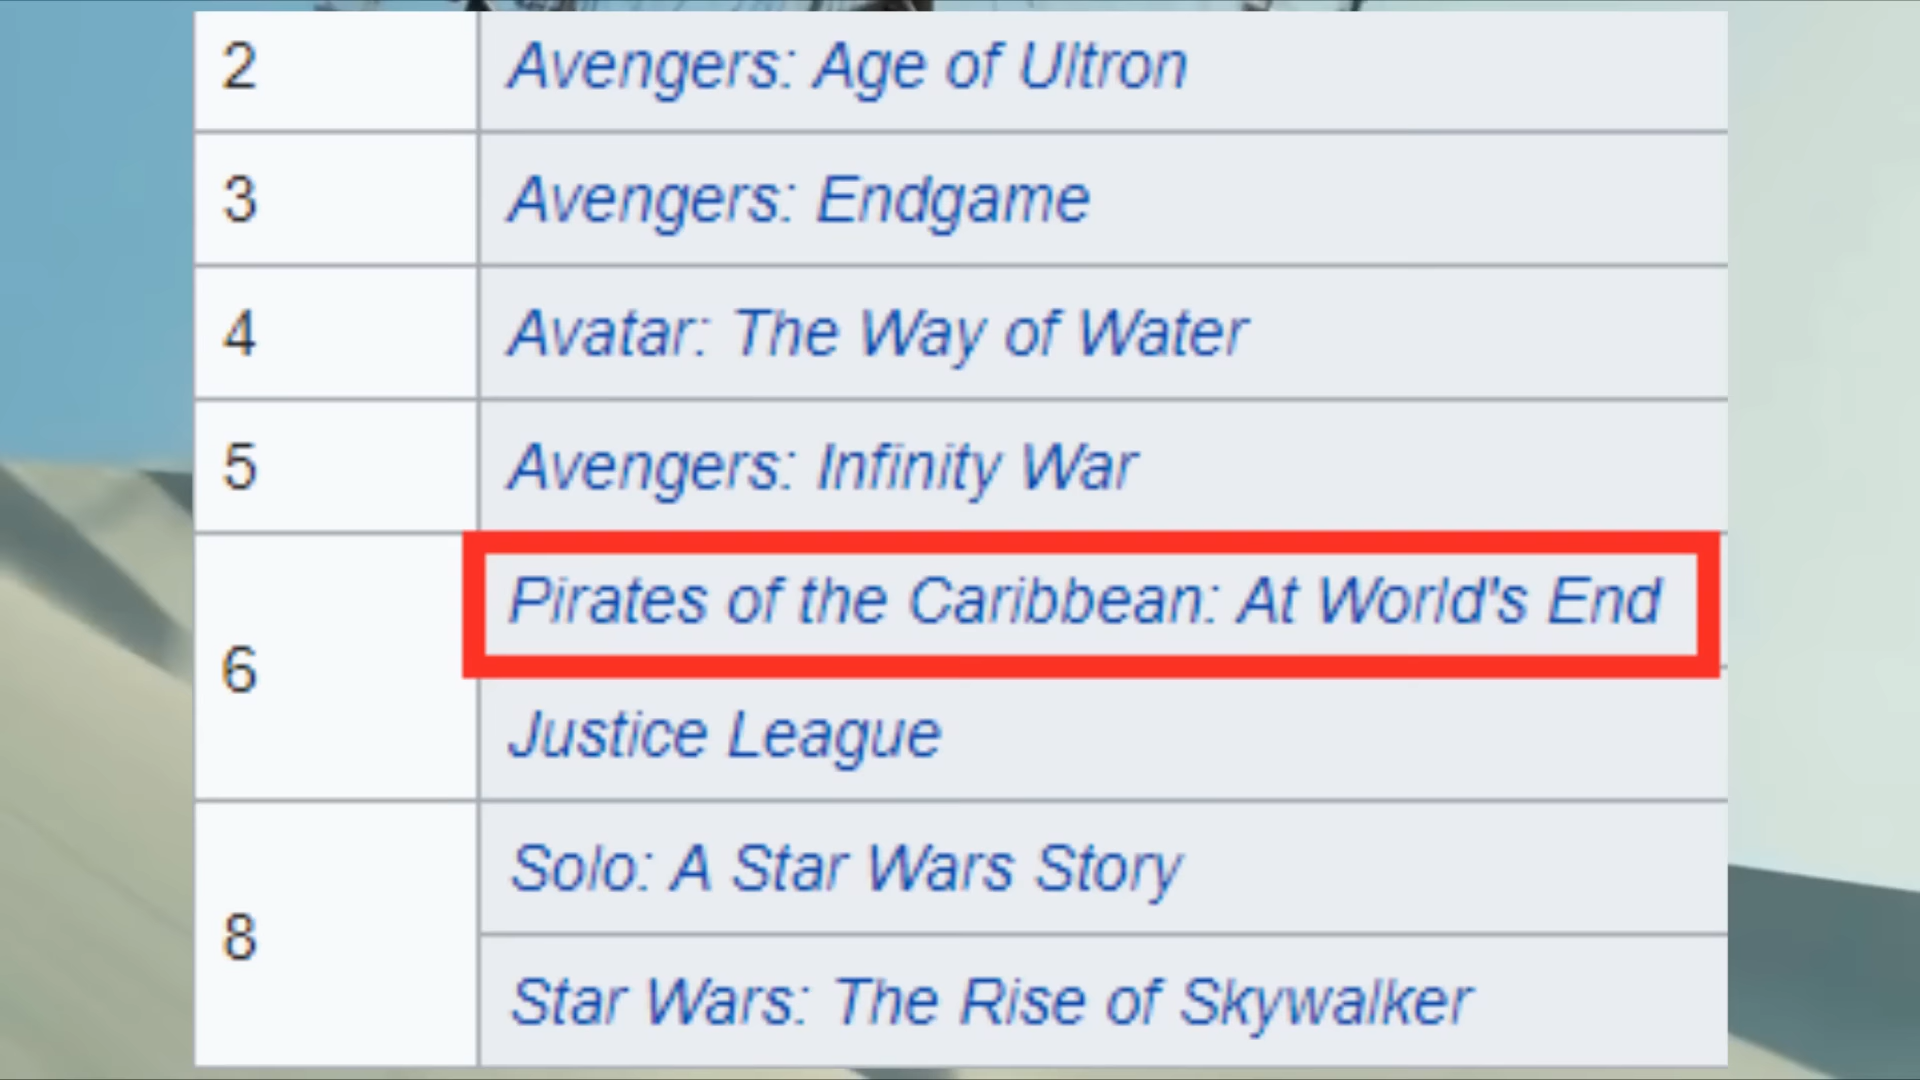 2 Avengers: Age of Ultron
3 Avengers: Endgame
4 Avatar: The Way of Water
5 Avengers: Infinity War
6 Pirates of the Caribbean: At World's End
Justice League
8 Solo: A Star Wars Story
Star Wars: The Rise of Skywalker